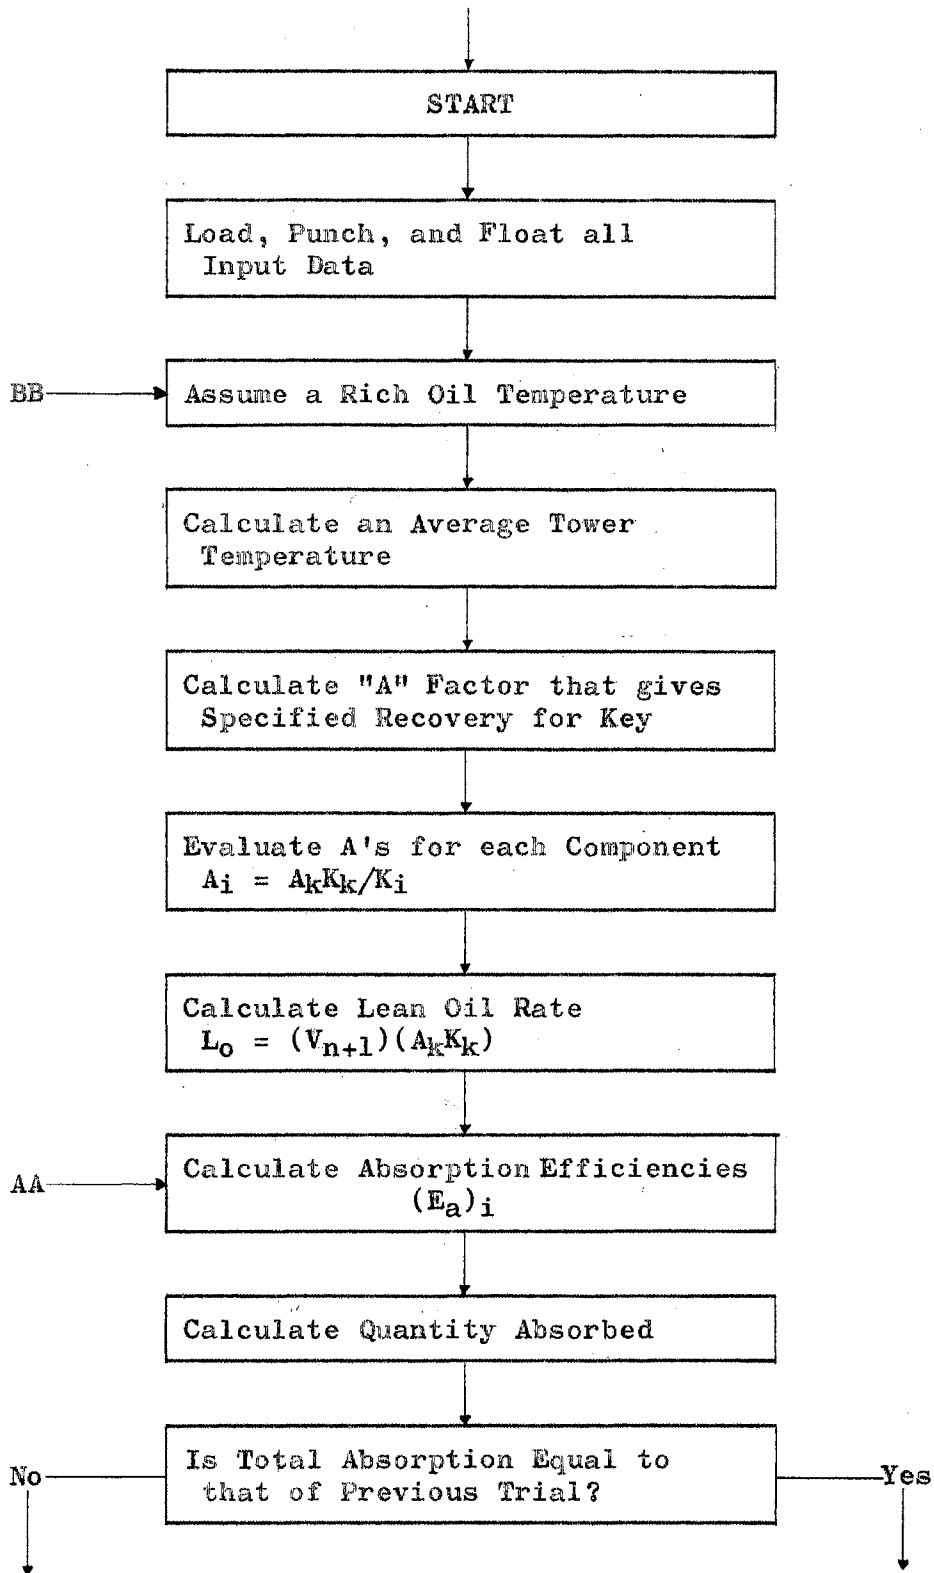 START
Load, Punch, and Float all
Input Data
BB
Assume a Rich Oil Temperature
Calculate an Average Tower
Temperature
Calculate "A" Factor that gives
Specified Recovery for Key
Evaluate A's for each Component
Aᵢ = AₖKₖ/Kᵢ
Calculate Lean Oil Rate
Lₒ = (Vₙ₊₁)(AₖKₖ)
AA
Calculate Absorption Efficiencies
(Eₐ)ᵢ
Calculate Quantity Absorbed
No
Is Total Absorption Equal to
that of Previous Trial?
Yes